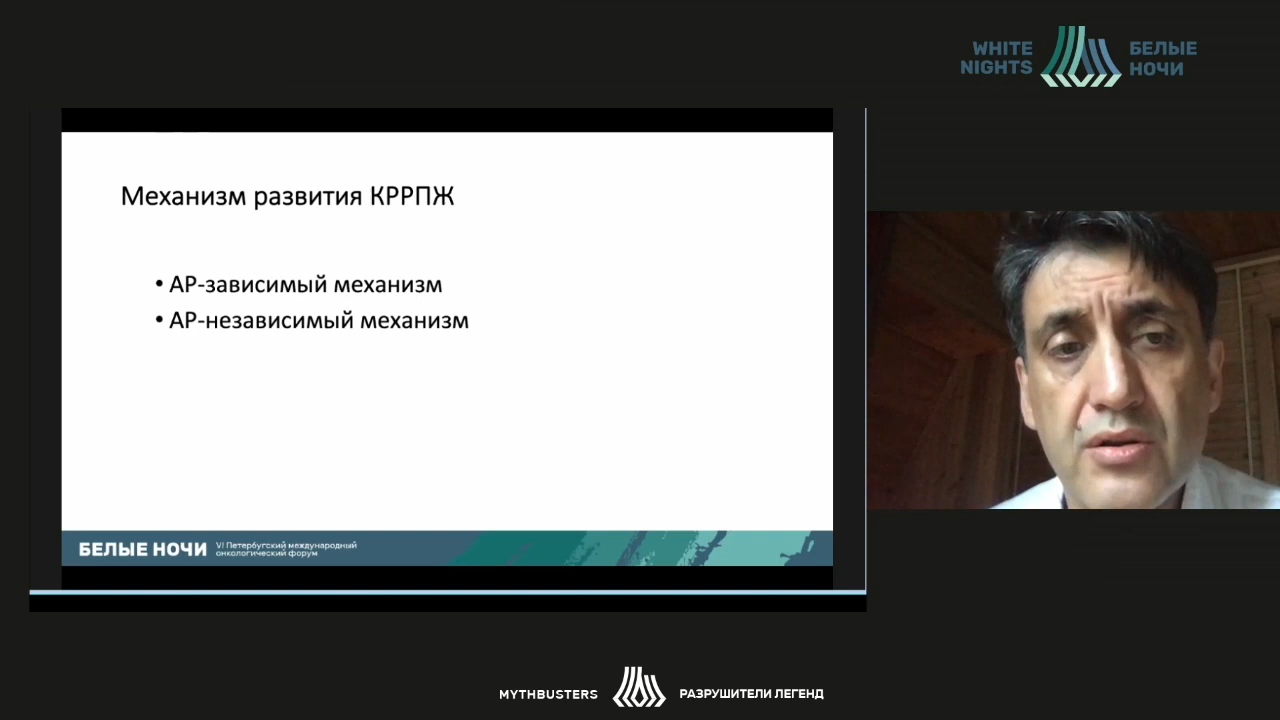 WHITE
NIGHTS
БЕЛЫЕ
НОЧИ
Механизм развития КРРПЖ
• АР-зависимый механизм
• АР-независимый механизм
БЕЛЫЕ НОЧИ
VI Петербургский международный
онкологический форум
MYTHBUSTERS
РАЗРУШИТЕЛИ ЛЕГЕНД